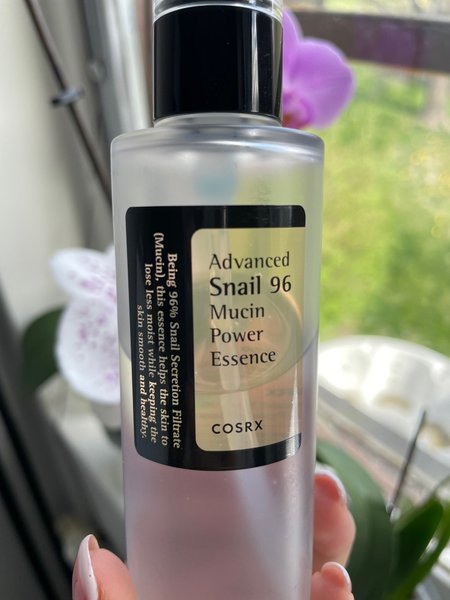 Being 96% Snail Secretion Filtrate
(Mucin), this essence helps the skin to
lose less moist while keeping the
skin smooth and healthy.
Advanced
Snail 96
Mucin
Power
Essence
COSRX